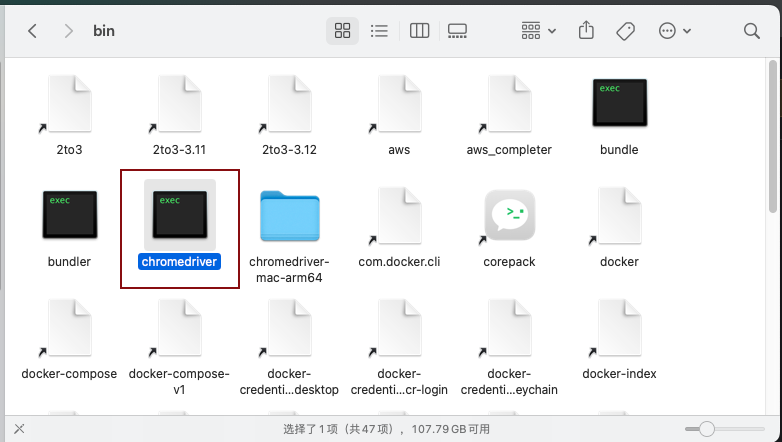 bin
2to3
2to3-3.11
2to3-3.12
aws
aws_completer
exec
bundle
exec
bundler
exec
chromedriver
chromedriver-
mac-arm64
com.docker.cli
corepack
docker
docker-compose
docker-compose-
v1
docker-
credenti...desktop
docker-
credenti...cr-login
docker-
credenti...eychain
docker-index
选择了1项（共47项），107.79 GB可用